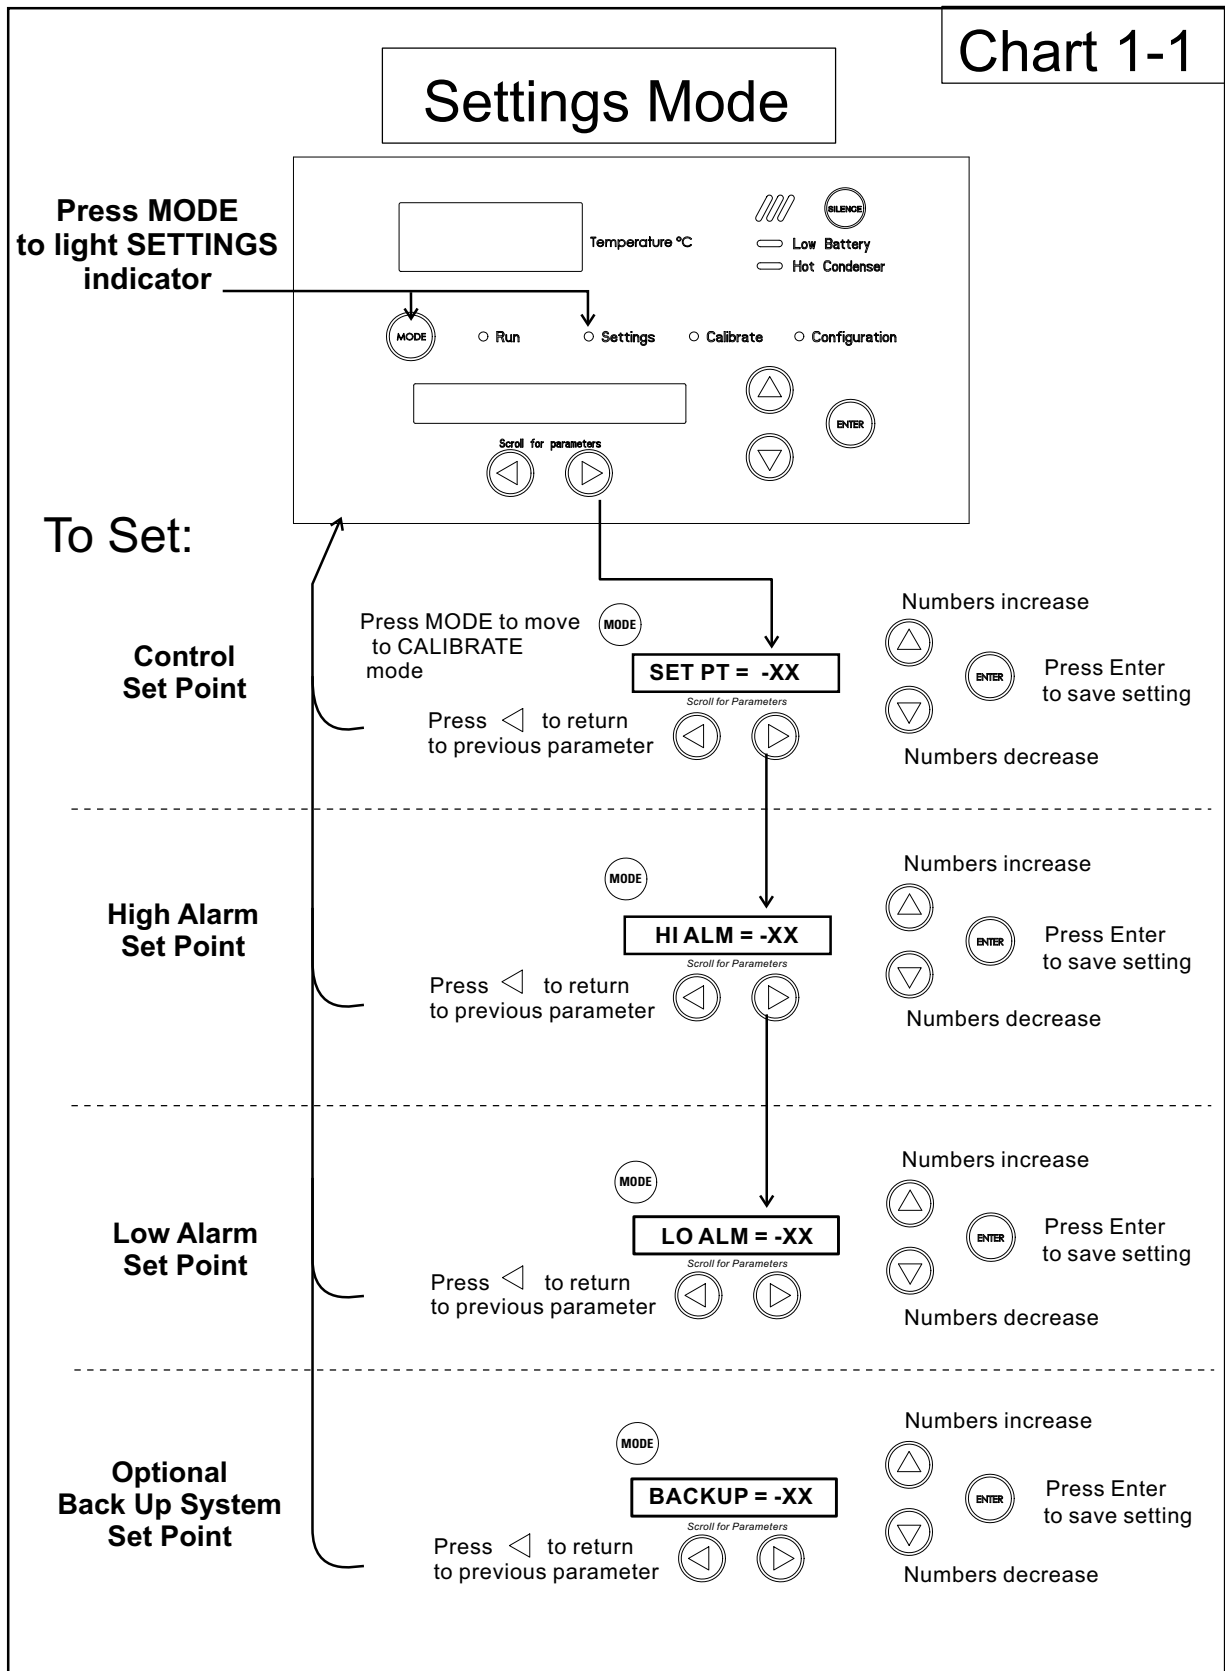 Chart 1-1
Settings Mode
Press MODE
to light SETTINGS
indicator
Temperature °C
SILENCE
Low Battery
Hot Condenser
MODE
Run
Settings
Calibrate
Configuration
ENTER
Scroll for parameters
To Set:
Control
Set Point
Press MODE to move
to CALIBRATE
mode
MODE
SET PT = -XX
Scroll for Parameters
Press
to return
to previous parameter
Numbers increase
ENTER
Press Enter
to save setting
Numbers decrease
High Alarm
Set Point
MODE
HI ALM = -XX
Scroll for Parameters
Press
to return
to previous parameter
Numbers increase
ENTER
Press Enter
to save setting
Numbers decrease
Low Alarm
Set Point
MODE
LO ALM = -XX
Scroll for Parameters
Press
to return
to previous parameter
Numbers increase
ENTER
Press Enter
to save setting
Numbers decrease
Optional
Back Up System
Set Point
MODE
BACKUP = -XX
Scroll for Parameters
Press
to return
to previous parameter
Numbers increase
ENTER
Press Enter
to save setting
Numbers decrease